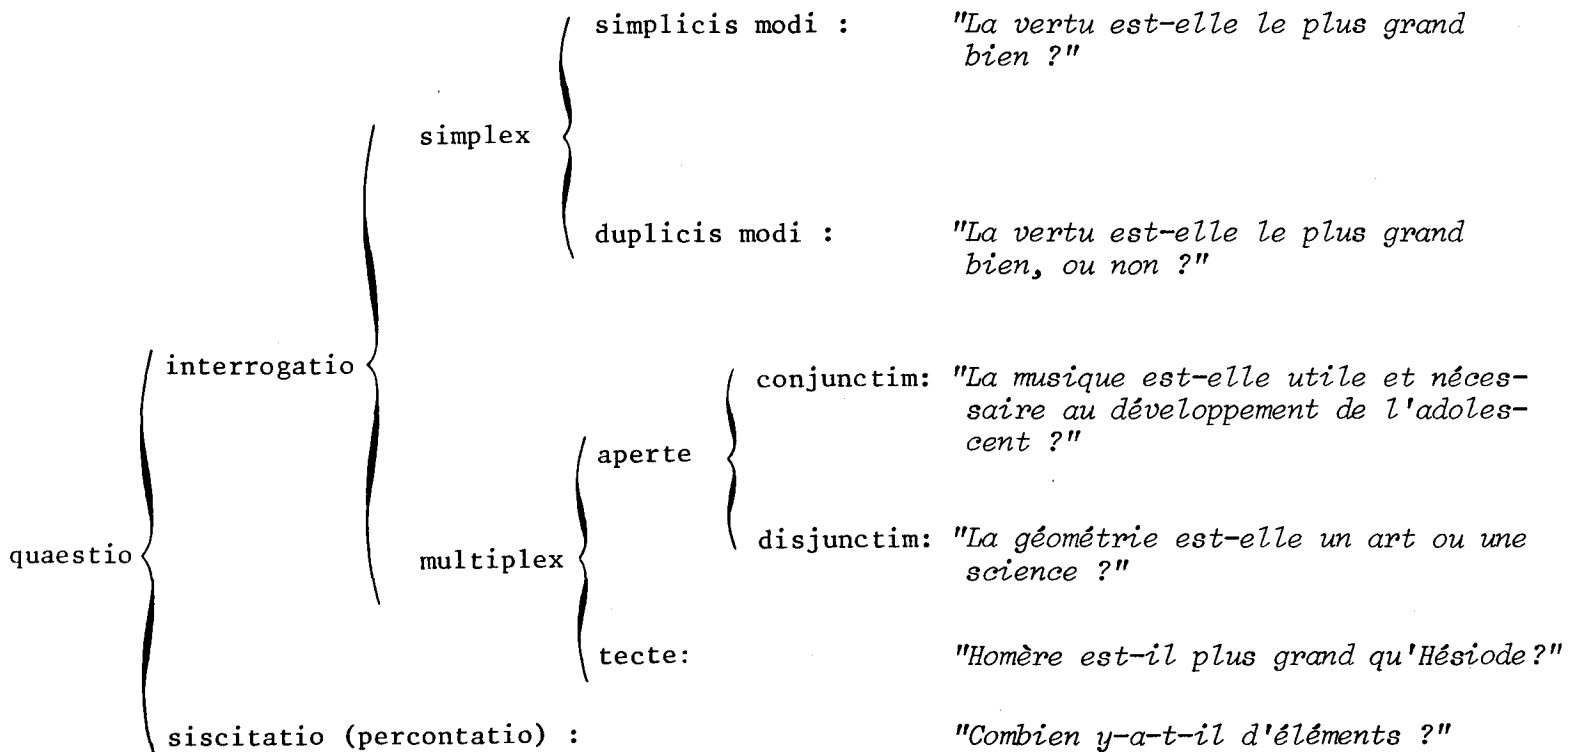 simplicis modi : "La vertu est-elle le plus grand
bien ?"
simplex
duplicis modi : "La vertu est-elle le plus grand
bien, ou non ?"
interrogatio
conjunctim: "La musique est-elle utile et néces-
saire au développement de l'adoles-
cent ?"
aperte
disjunctim: "La géométrie est-elle un art ou une
science ?"
quaestio
multiplex
tecte: "Homère est-il plus grand qu'Hésiode?"
siscitatio (percontatio) : "Combien y-a-t-il d'éléments ?"